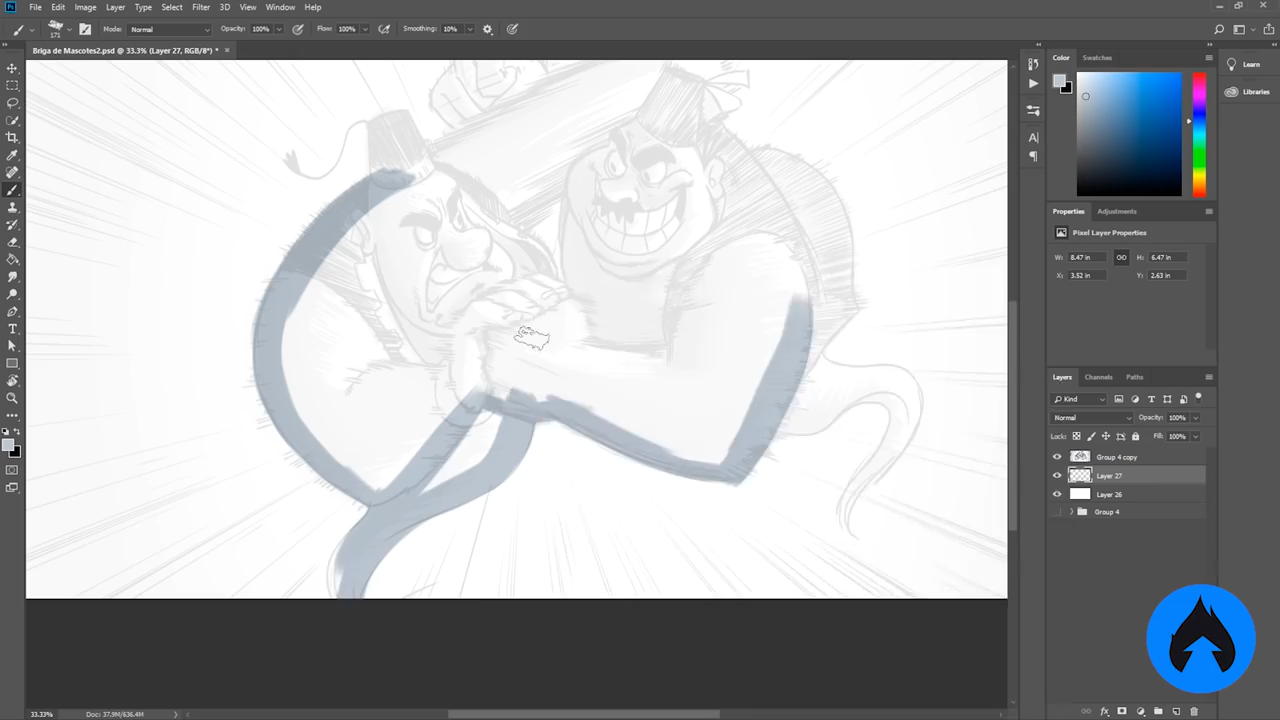 Ps File Edit Image Layer Type Select Filter 3D View Window Help
171 Mode: Normal Opacity: 100% Flow: 100% Smoothing: 10%
Briga de Mascotes2.psd @ 33.3% (Layer 27, RGB/8*) * ×
Color Swatches
Learn
Libraries
Properties Adjustments
Pixel Layer Properties
W: 8.47 in H: 6.47 in
X: 3.52 in Y: 2.63 in
Layers Channels Paths
Kind
Normal Opacity: 100%
Lock: Fill: 100%
Group 4 copy
Layer 27
Layer 26
Group 4
33.33% Doc: 37.9M/636.4M